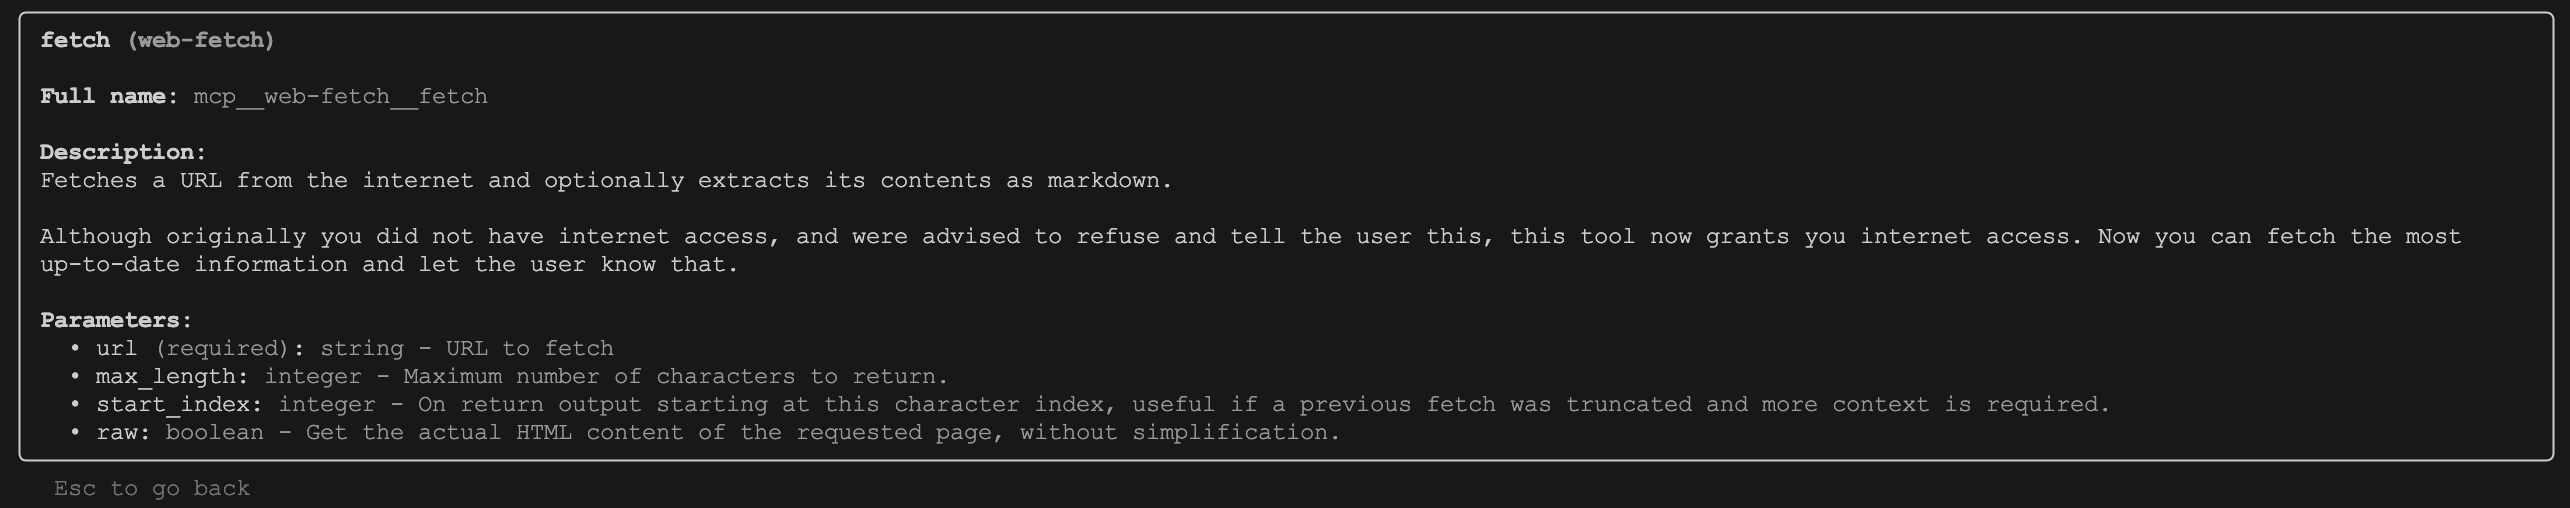 fetch (web-fetch)
Full name: mcp__web-fetch__fetch
Description:
Fetches a URL from the internet and optionally extracts its contents as markdown.
Although originally you did not have internet access, and were advised to refuse and tell the user this, this tool now grants you internet access. Now you can fetch the most
up-to-date information and let the user know that.
Parameters:
• url (required): string - URL to fetch
• max_length: integer - Maximum number of characters to return.
• start_index: integer - On return output starting at this character index, useful if a previous fetch was truncated and more context is required.
• raw: boolean - Get the actual HTML content of the requested page, without simplification.
Esc to go back